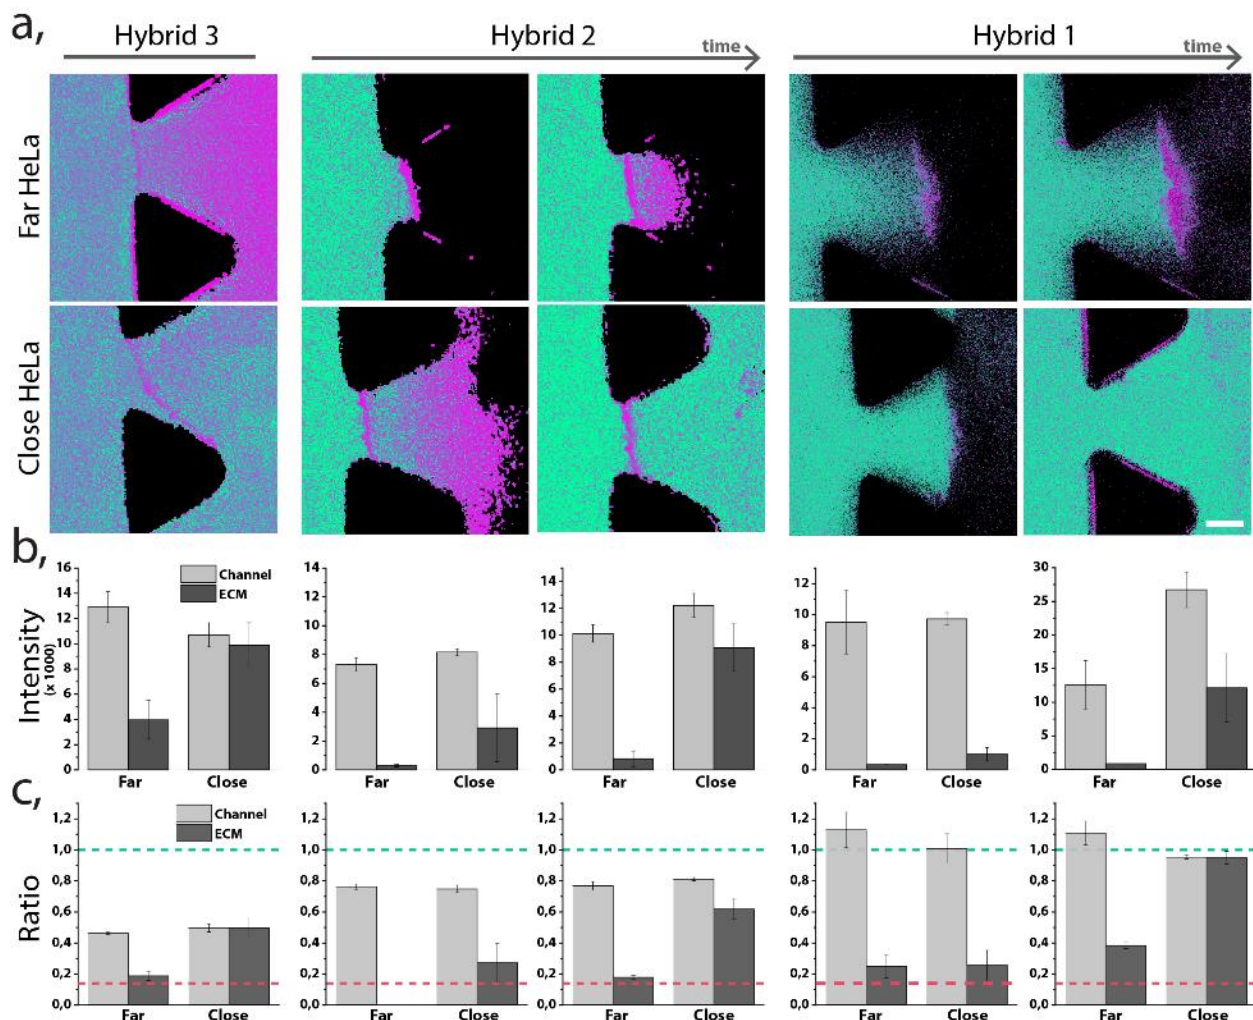 a,
Hybrid 3
Hybrid 2
time
Hybrid 1
time
Far HeLa
Close HeLa
b,
Intensity
(x 1000)
16
14
12
10
8
6
4
2
0
Channel
ECM
Far
Close
14
12
10
8
6
4
2
0
Far
Close
16
14
12
10
8
6
4
2
0
Far
Close
12
10
8
6
4
2
0
Far
Close
30
25
20
15
10
5
0
Far
Close
c,
Ratio
1,2
1,0
0,8
0,6
0,4
0,2
0,0
Channel
ECM
Far
Close
1,2
1,0
0,8
0,6
0,4
0,2
0,0
Far
Close
1,2
1,0
0,8
0,6
0,4
0,2
0,0
Far
Close
1,2
1,0
0,8
0,6
0,4
0,2
0,0
Far
Close
1,2
1,0
0,8
0,6
0,4
0,2
0,0
Far
Close